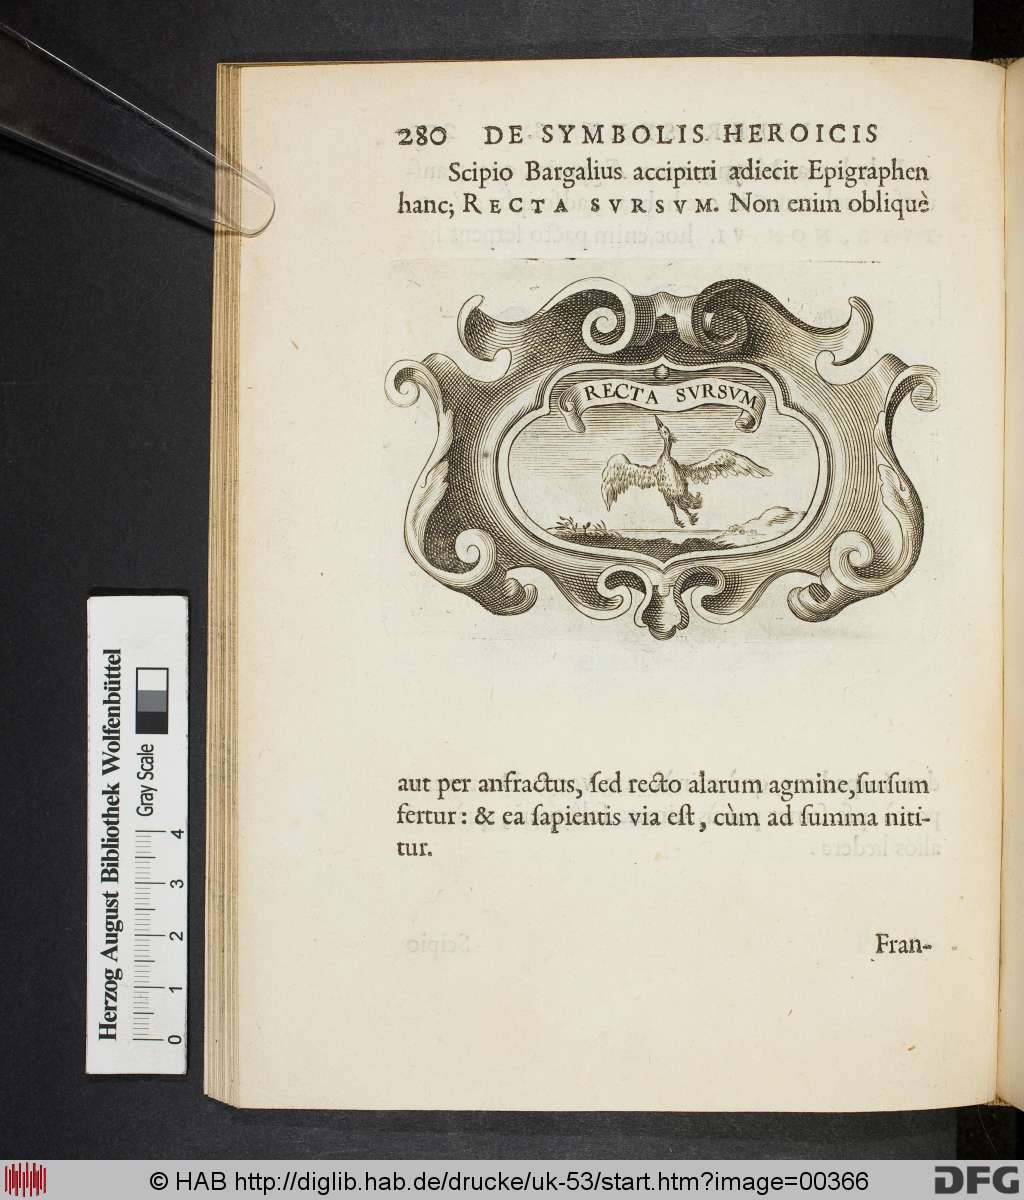 280 DE SYMBOLIS HEROICIS
Scipio Bargalius accipitri adiecit Epigraphen
hanc; RECTA SVRSVM. Non enim obliquè
RECTA SVRSVM
aut per anfractus, ſed recto alarum agmine,ſurſum
fertur: & ea ſapientis via eſt, cùm ad ſumma niti-
tur.
Fran-
Herzog August Bibliothek Wolfenbüttel
Gray Scale
0 1 2 3 4
© HAB http://diglib.hab.de/drucke/uk-53/start.htm?image=00366
DFG